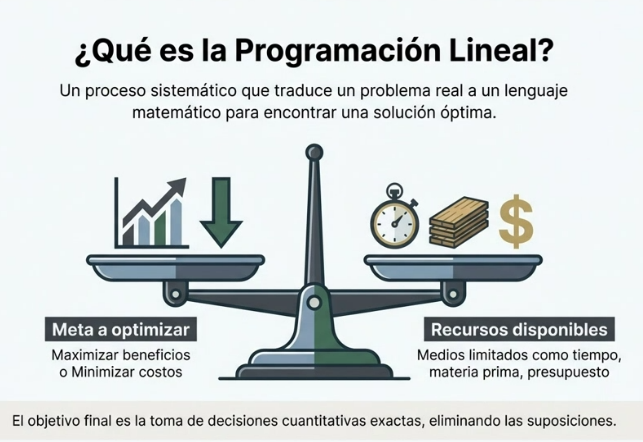 ¿Qué es la Programación Lineal?
Un proceso sistemático que traduce un problema real a un lenguaje
matemático para encontrar una solución óptima.
$
Meta a optimizar
Maximizar beneficios
o Minimizar costos
Recursos disponibles
Medios limitados como tiempo,
materia prima, presupuesto
El objetivo final es la toma de decisiones cuantitativas exactas, eliminando las suposiciones.